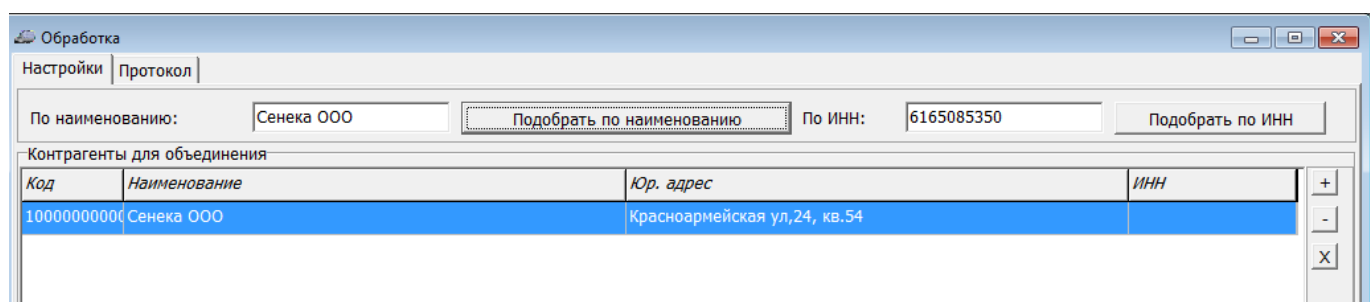 Обработка
Настройки Протокол
По наименованию: Сенека ООО Подобрать по наименованию По ИНН: 6165085350 Подобрать по ИНН
Контрагенты для объединения
Код Наименование Юр. адрес ИНН +
10000000000 Сенека ООО Красноармейская ул,24, кв.54 -
X